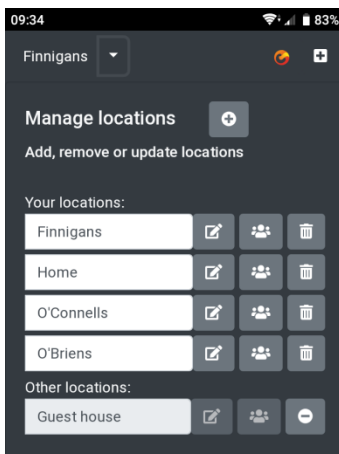 09:34 83%
Finnigans
Manage locations
Add, remove or update locations
Your locations:
Finnigans
Home
O'Connells
O'Briens
Other locations:
Guest house